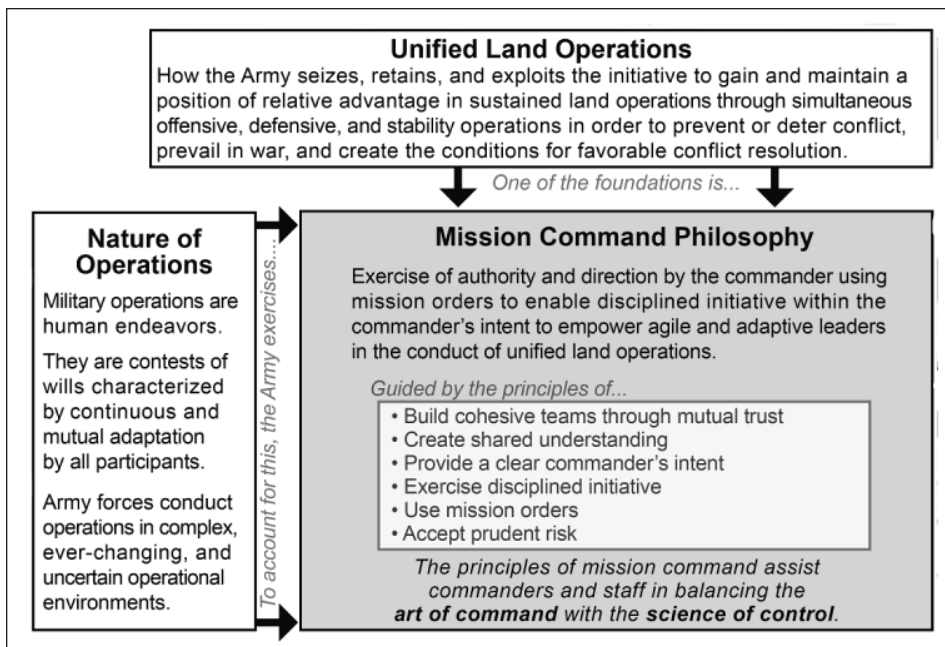 Unified Land Operations
How the Army seizes, retains, and exploits the initiative to gain and maintain a
position of relative advantage in sustained land operations through simultaneous
offensive, defensive, and stability operations in order to prevent or deter conflict,
prevail in war, and create the conditions for favorable conflict resolution.
One of the foundations is...
Nature of
Operations
Military operations are
human endeavors.
They are contests of
wills characterized
by continuous and
mutual adaptation
by all participants.
Army forces conduct
operations in complex,
ever-changing, and
uncertain operational
environments.
To account for this, the Army exercises....
Mission Command Philosophy
Exercise of authority and direction by the commander using
mission orders to enable disciplined initiative within the
commander's intent to empower agile and adaptive leaders
in the conduct of unified land operations.
Guided by the principles of...
• Build cohesive teams through mutual trust
• Create shared understanding
• Provide a clear commander's intent
• Exercise disciplined initiative
• Use mission orders
• Accept prudent risk
The principles of mission command assist
commanders and staff in balancing the
art of command with the science of control.